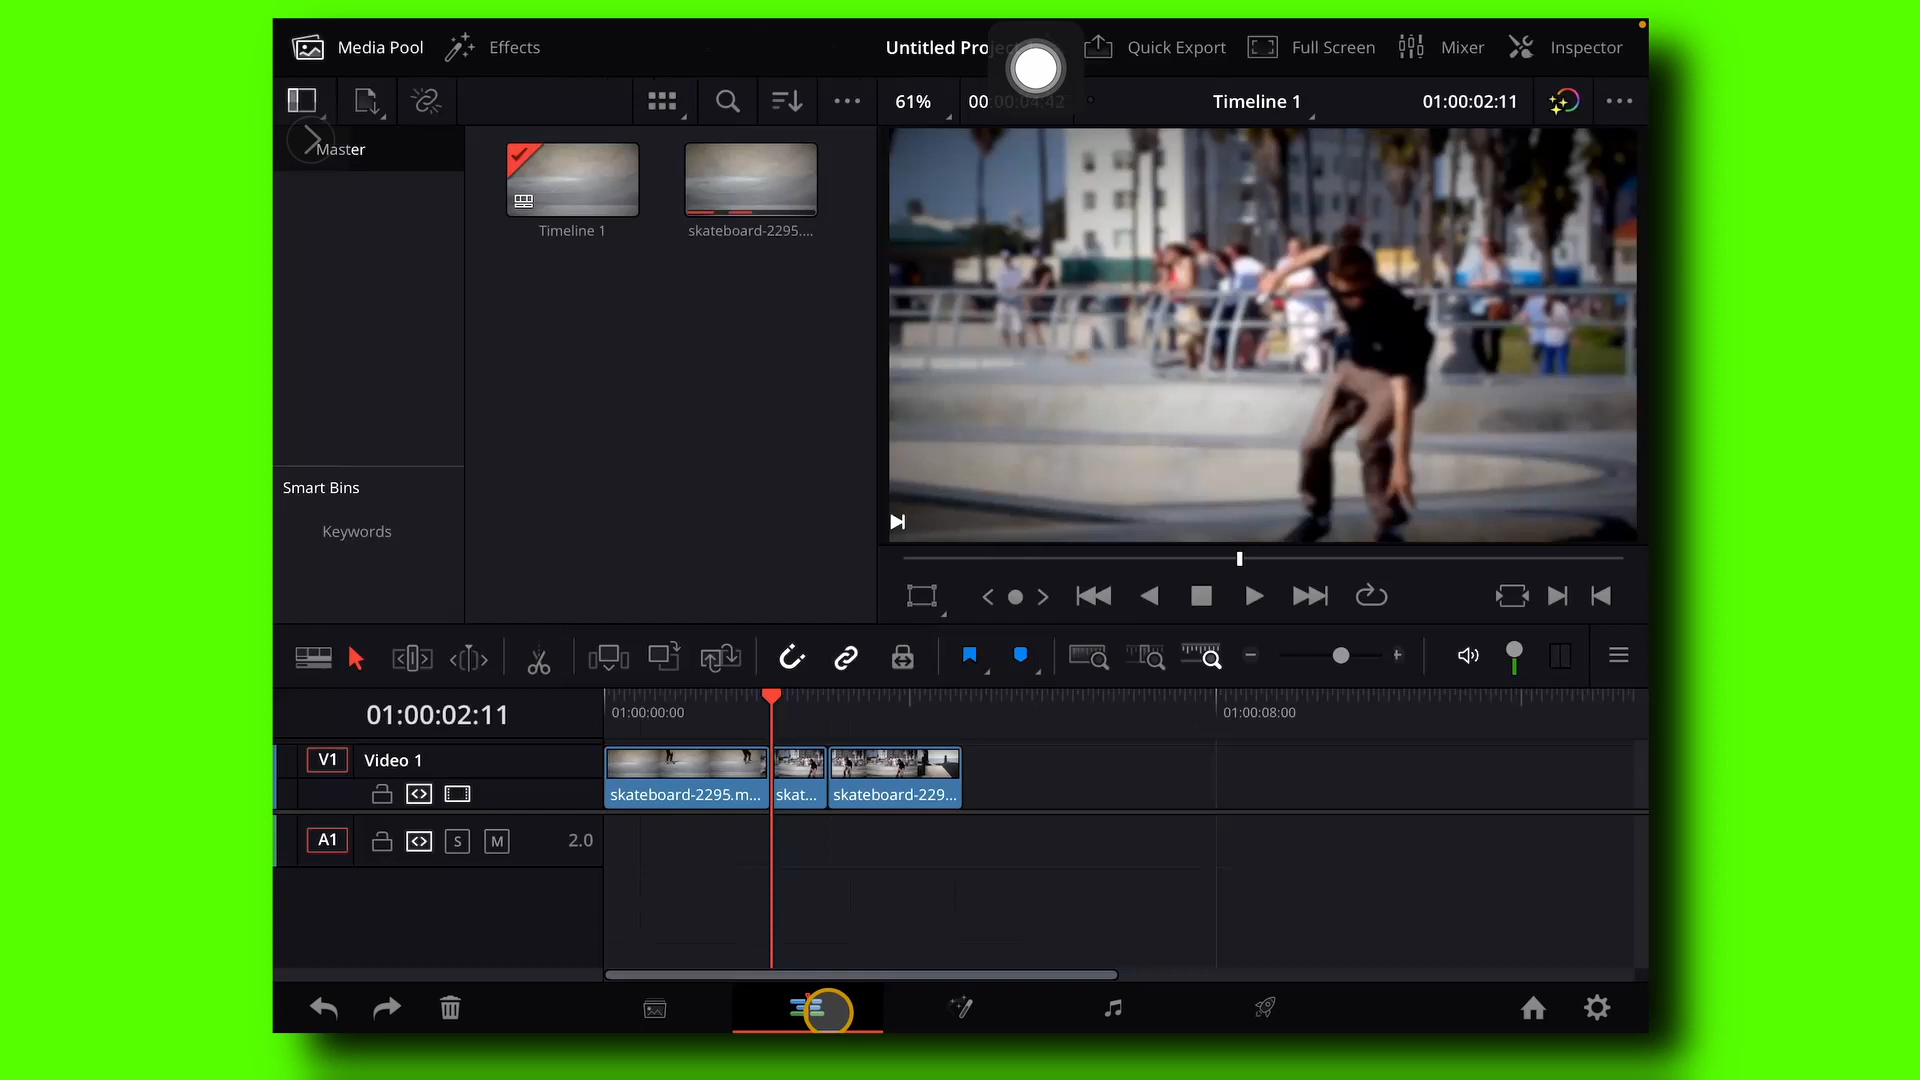 Media Pool
Effects
Untitled Pro
Quick Export
Full Screen
Mixer
Inspector
61%
00:00:04:42
Timeline 1
01:00:02:11
Master
Timeline 1
skateboard-2295....
Smart Bins
Keywords
01:00:02:11
01:00:00:00
01:00:08:00
V1
Video 1
skateboard-2295.m...
skat...
skateboard-229...
A1
S
M
2.0